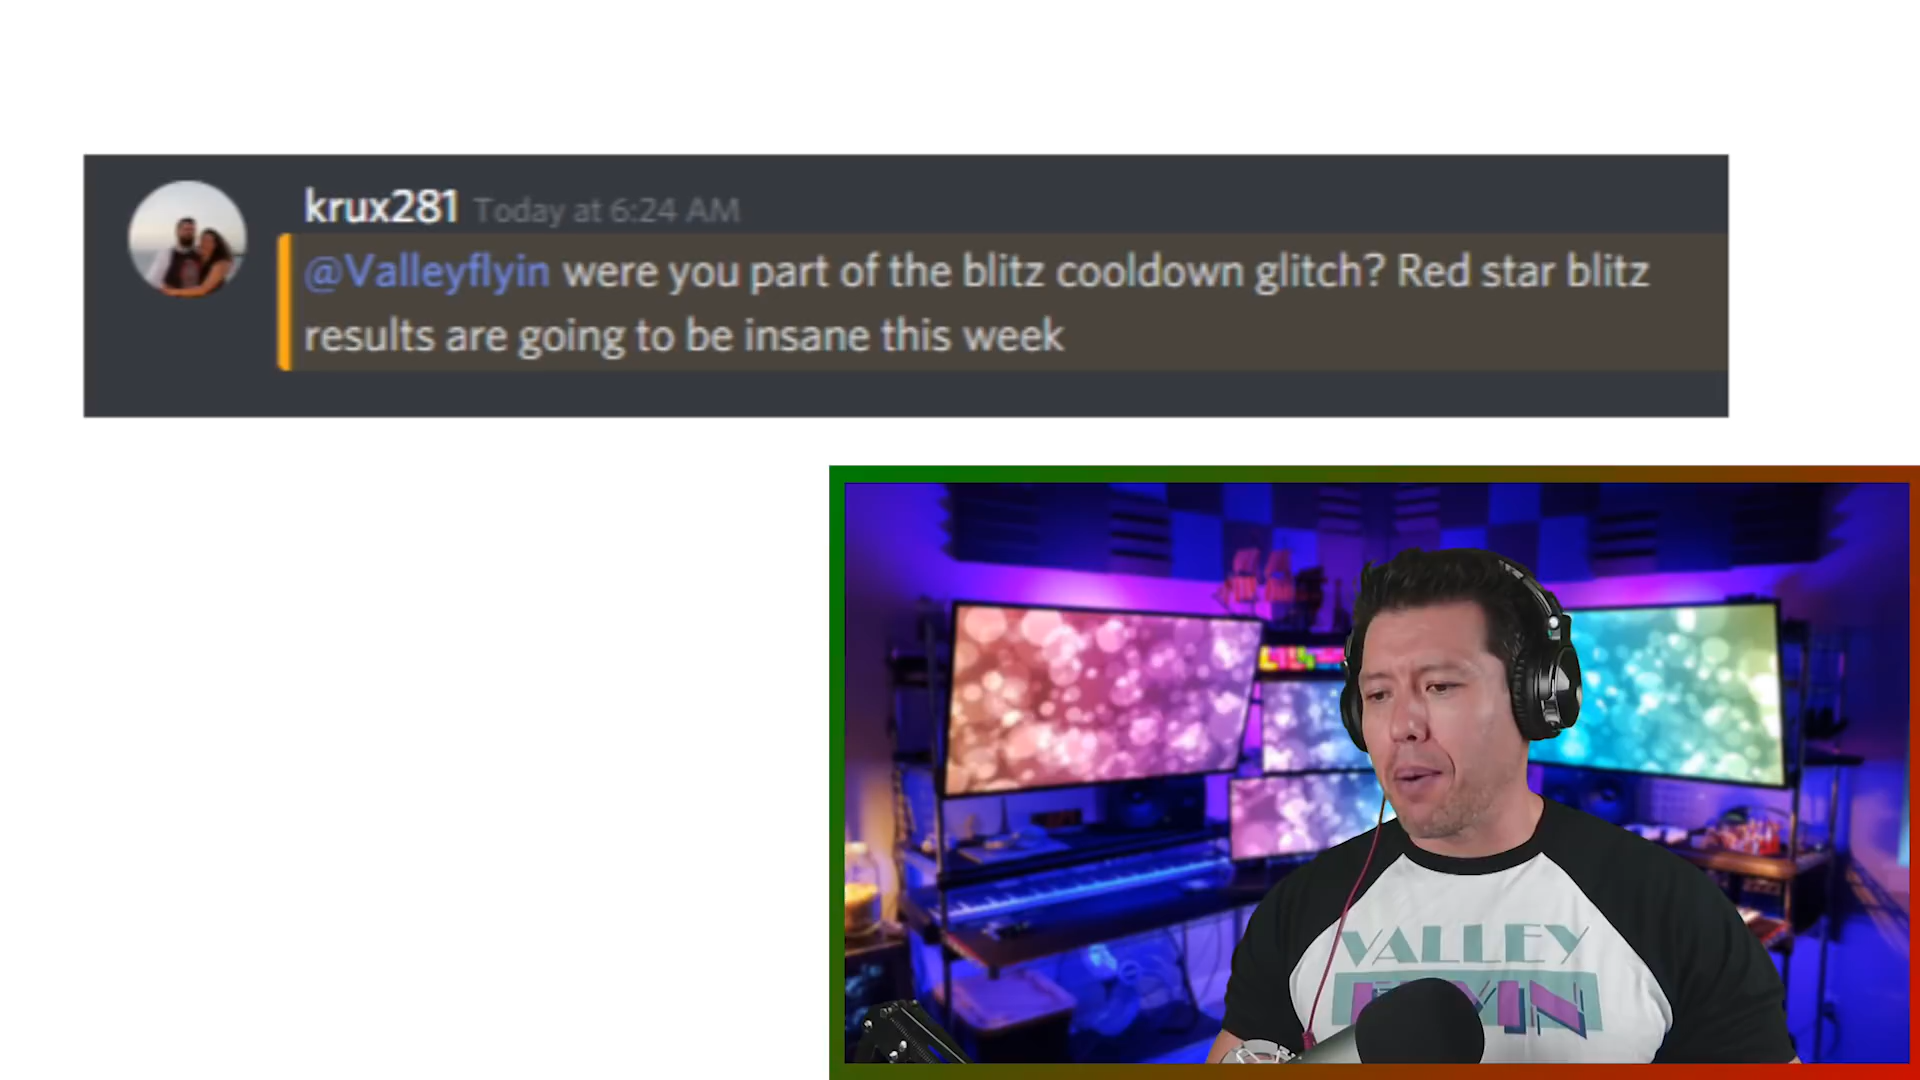 krux281 Today at 6:24 AM
@Valleyflyin were you part of the blitz cooldown glitch? Red star blitz
results are going to be insane this week
VALLEY